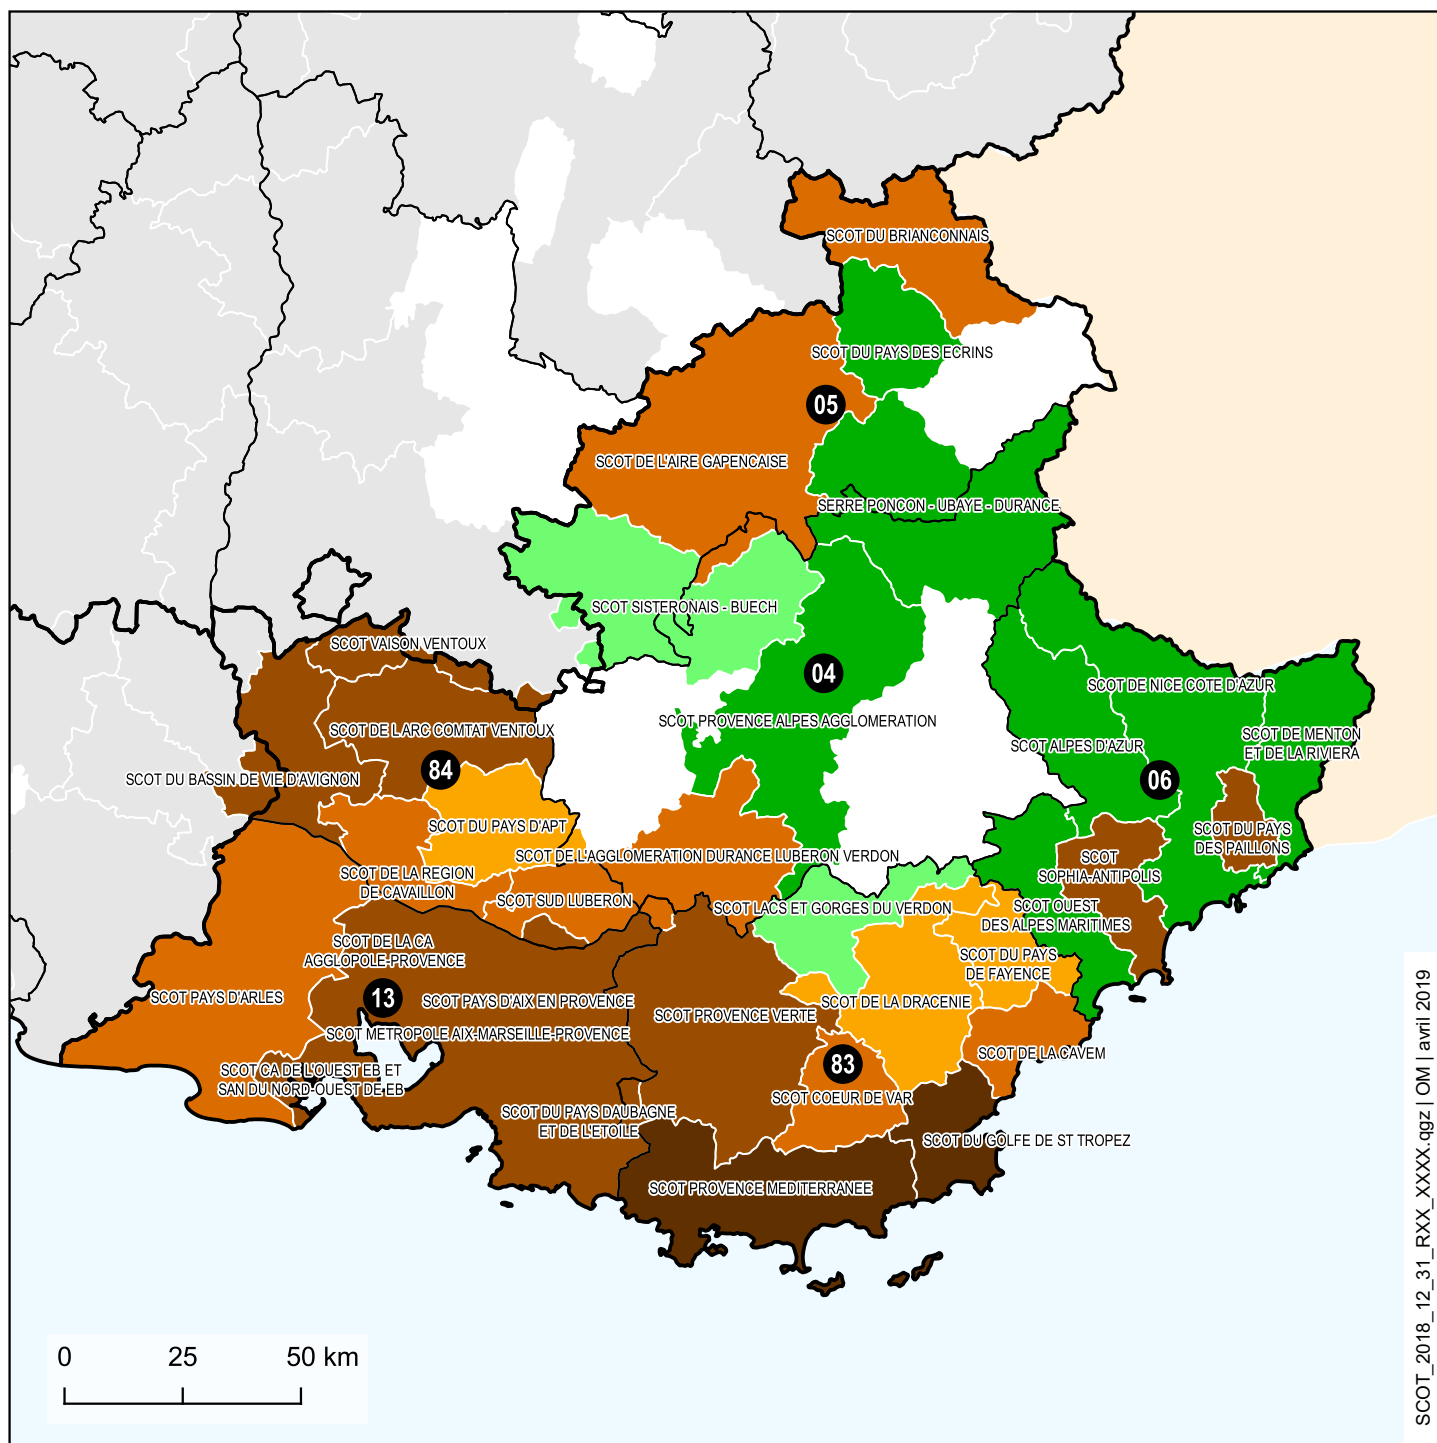 SCOT DU BRIANCONNAIS
SCOT DU PAYS DES ECRINS
05
SCOT DE L'AIRE GAPENCAISE
SERRE PONCON - UBAYE - DURANCE
SCOT SISTERONAIS - BUECH
SCOT VAISON VENTOUX
04
SCOT DE NICE COTE D'AZUR
SCOT PROVENCE ALPES AGGLOMERATION
SCOT DE L ARC COMTAT VENTOUX
SCOT DE MENTON
ET DE LA RIVIERA
SCOT ALPES D'AZUR
84
06
SCOT DU BASSIN DE VIE D'AVIGNON
SCOT DU PAYS D'APT
SCOT DU PAYS
DES PAILLONS
SCOT DE L'AGGLOMERATION DURANCE LUBERON VERDON
SCOT
SOPHIA-ANTIPOLIS
SCOT DE LA REGION
DE CAVAILLON
SCOT SUD LUBERON
SCOT LACS ET GORGES DU VERDON
SCOT OUEST
DES ALPES MARITIMES
SCOT DE LA CA
AGGLOPOLE-PROVENCE
SCOT DU PAYS
DE FAYENCE
SCOT PAYS D'ARLES
13
SCOT PAYS D'AIX EN PROVENCE
SCOT DE LA DRACENIE
SCOT PROVENCE VERTE
SCOT METROPOLE AIX-MARSEILLE-PROVENCE
SCOT DE LA CAVEM
83
SCOT CA DE L'OUEST EB ET
SAN DU NORD-OUEST DE EB
SCOT COEUR DE VAR
SCOT DU PAYS DAUBAGNE
ET DE L'ETOILE
SCOT DU GOLFE DE ST TROPEZ
SCOT PROVENCE MEDITERRANEE
0 25 50 km
SCOT_2018_12_31_RXX_XXXX.qgz | OM | avril 2019